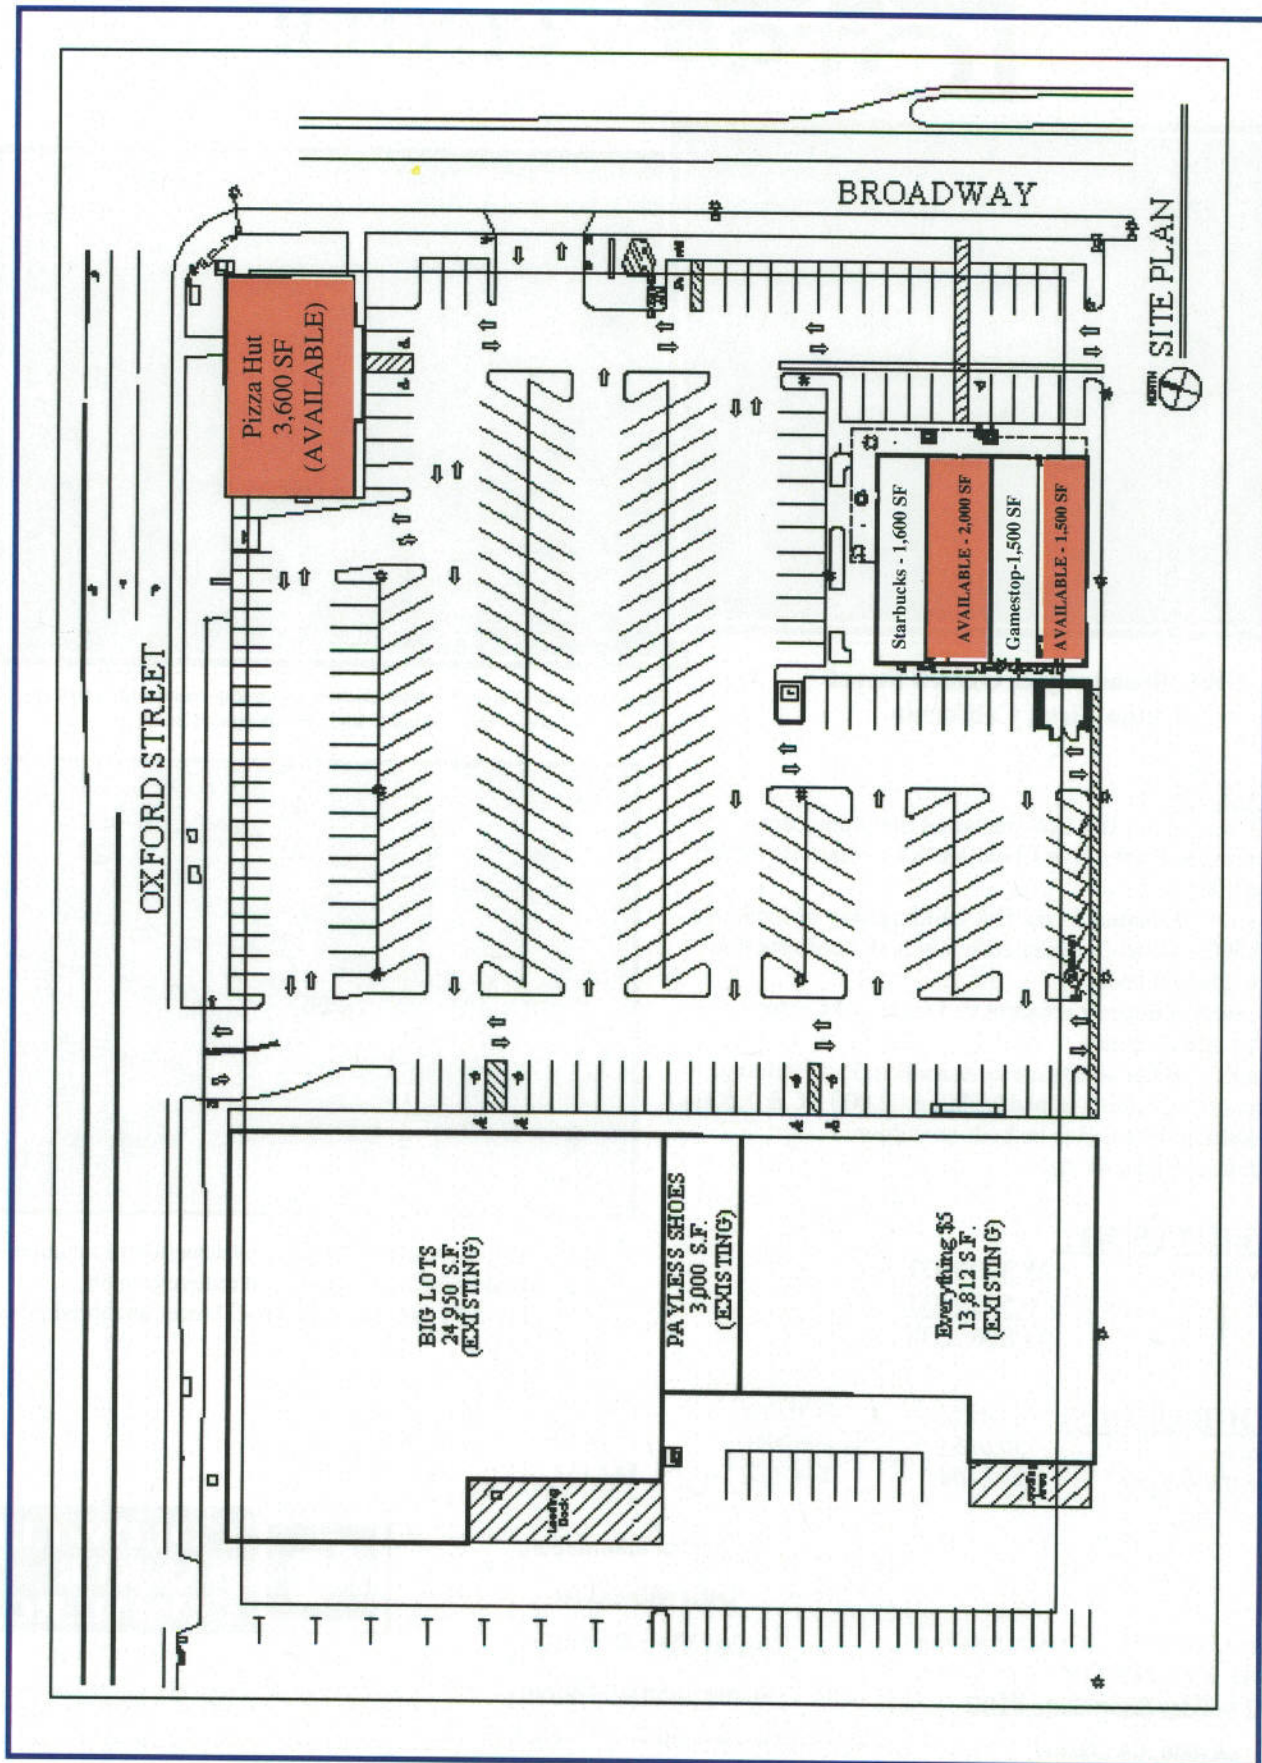 BROADWAY
SITE PLAN
NORTH
OXFORD STREET
Pizza Hut
3,600 SF
(AVAILABLE)
Starbucks - 1,600 SF
AVAILABLE - 2,000 SF
Gamestop-1,500 SF
AVAILABLE - 1,500 SF
BIG LOTS
24,950 S.F.
(EXISTING)
PAYLESS SHOES
3,000 S.F.
(EXISTING)
Everything $5
13,812 S.F.
(EXISTING)
Loading
Dock
Loading
Area